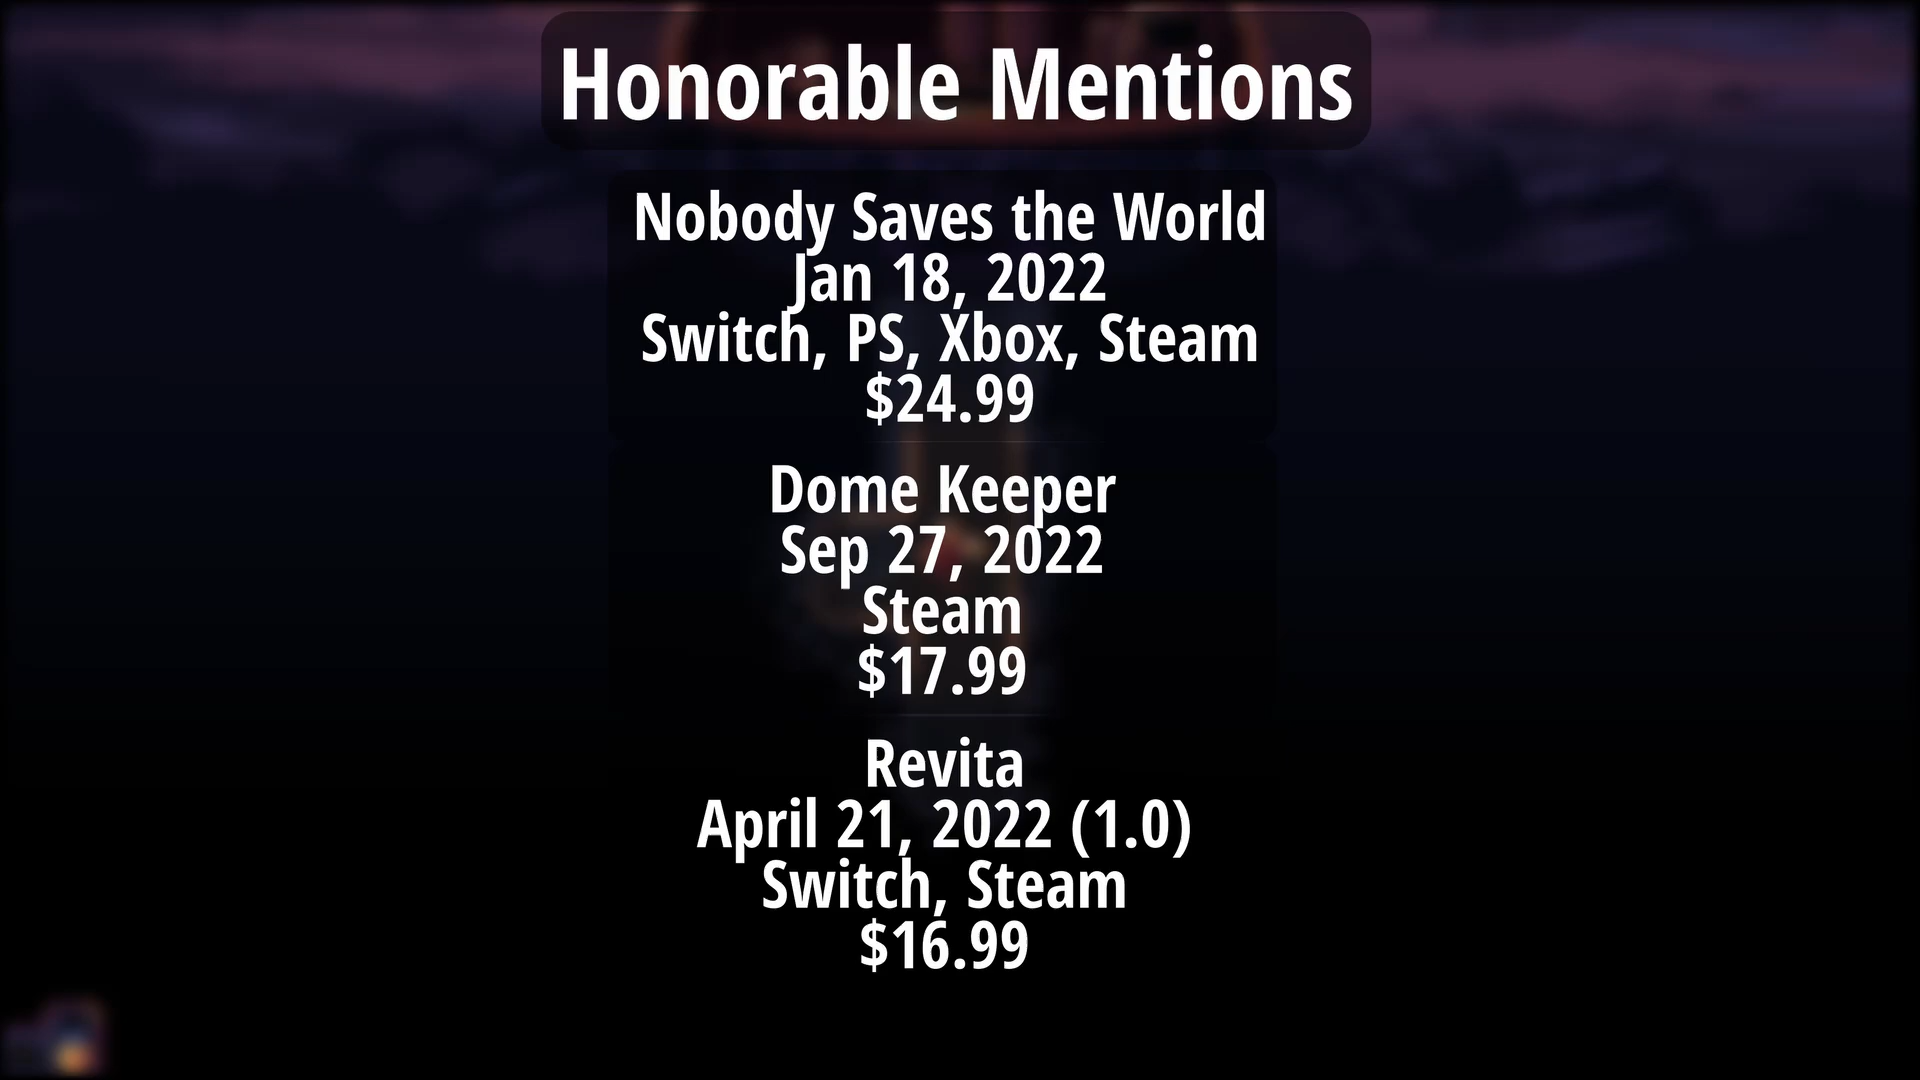 Honorable Mentions
Nobody Saves the World
Jan 18, 2022
Switch, PS, Xbox, Steam
$24.99
Dome Keeper
Sep 27, 2022
Steam
$17.99
Revita
April 21, 2022 (1.0)
Switch, Steam
$16.99